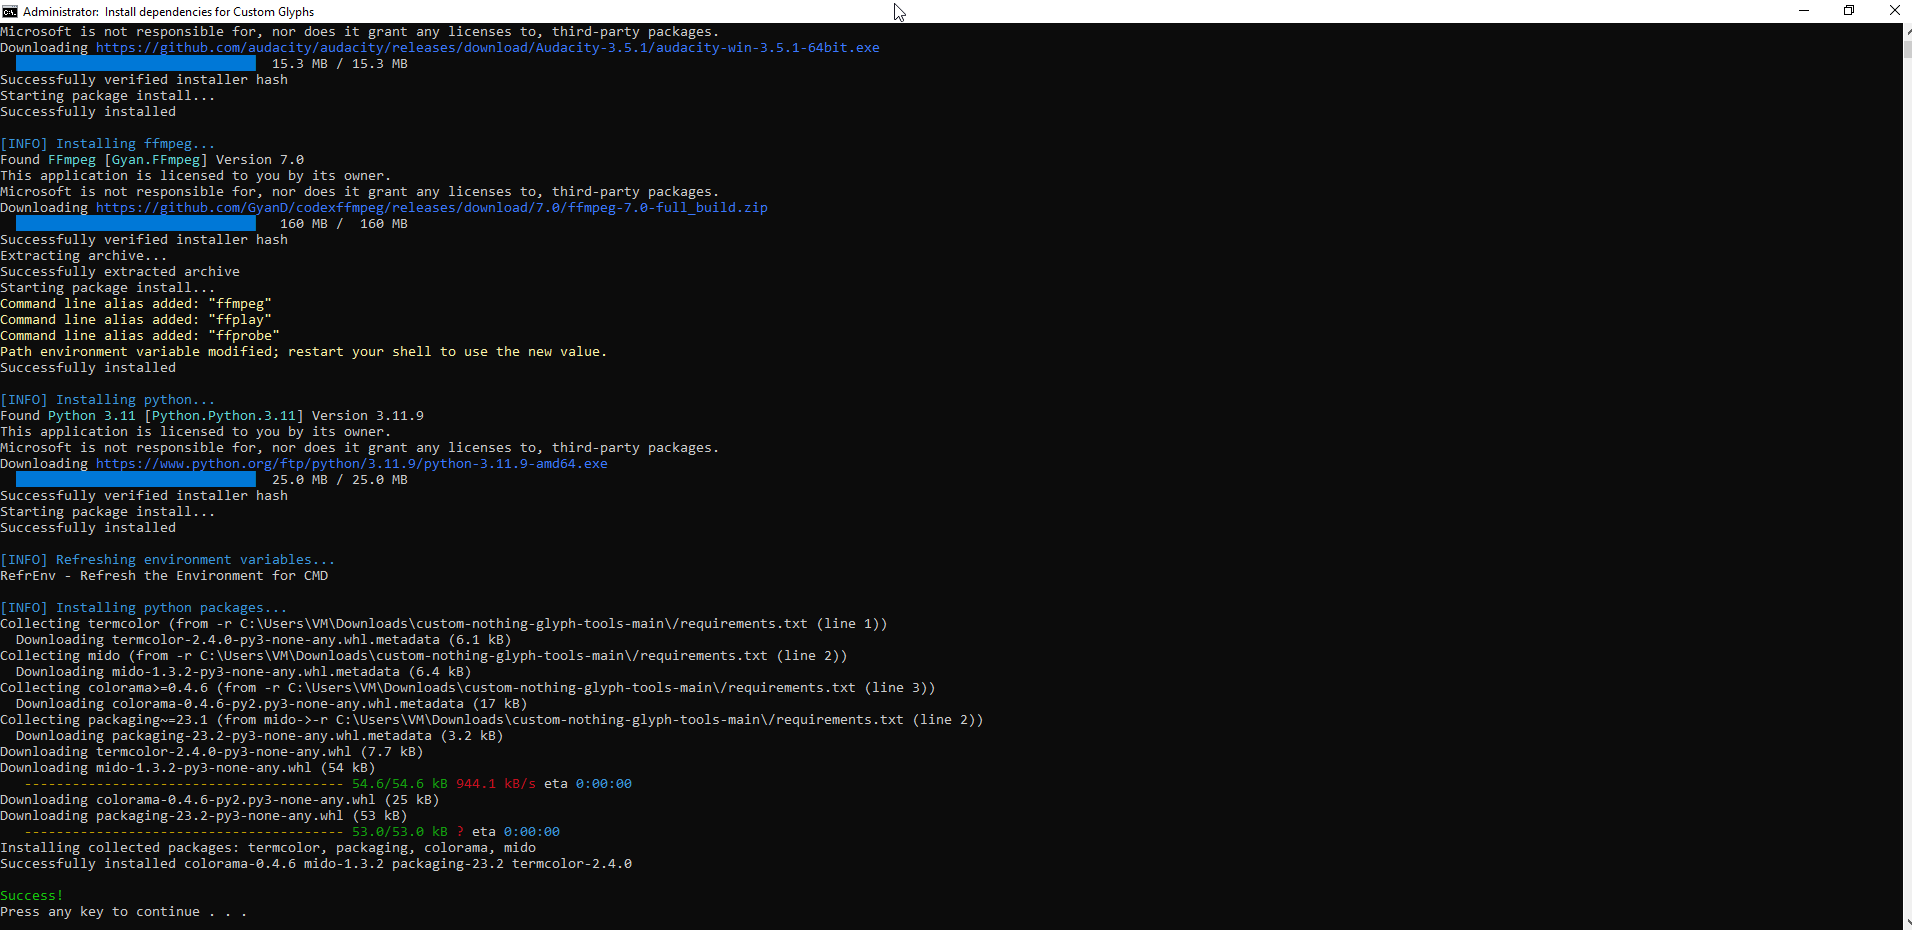 Administrator:  Install dependencies for Custom Glyphs
Microsoft is not responsible for, nor does it grant any licenses to, third-party packages.
Downloading https://github.com/audacity/audacity/releases/download/Audacity-3.5.1/audacity-win-3.5.1-64bit.exe
15.3 MB / 15.3 MB
Successfully verified installer hash
Starting package install...
Successfully installed
[INFO] Installing ffmpeg...
Found FFmpeg [Gyan.FFmpeg] Version 7.0
This application is licensed to you by its owner.
Microsoft is not responsible for, nor does it grant any licenses to, third-party packages.
Downloading https://github.com/GyanD/codexffmpeg/releases/download/7.0/ffmpeg-7.0-full_build.zip
160 MB /  160 MB
Successfully verified installer hash
Extracting archive...
Successfully extracted archive
Starting package install...
Command line alias added: "ffmpeg"
Command line alias added: "ffplay"
Command line alias added: "ffprobe"
Path environment variable modified; restart your shell to use the new value.
Successfully installed
[INFO] Installing python...
Found Python 3.11 [Python.Python.3.11] Version 3.11.9
This application is licensed to you by its owner.
Microsoft is not responsible for, nor does it grant any licenses to, third-party packages.
Downloading https://www.python.org/ftp/python/3.11.9/python-3.11.9-amd64.exe
25.0 MB / 25.0 MB
Successfully verified installer hash
Starting package install...
Successfully installed
[INFO] Refreshing environment variables...
RefrEnv - Refresh the Environment for CMD
[INFO] Installing python packages...
Collecting termcolor (from -r C:\Users\VM\Downloads\custom-nothing-glyph-tools-main\/requirements.txt (line 1))
Downloading termcolor-2.4.0-py3-none-any.whl.metadata (6.1 kB)
Collecting mido (from -r C:\Users\VM\Downloads\custom-nothing-glyph-tools-main\/requirements.txt (line 2))
Downloading mido-1.3.2-py3-none-any.whl.metadata (6.4 kB)
Collecting colorama>=0.4.6 (from -r C:\Users\VM\Downloads\custom-nothing-glyph-tools-main\/requirements.txt (line 3))
Downloading colorama-0.4.6-py2.py3-none-any.whl.metadata (17 kB)
Collecting packaging~=23.1 (from mido->-r C:\Users\VM\Downloads\custom-nothing-glyph-tools-main\/requirements.txt (line 2))
Downloading packaging-23.2-py3-none-any.whl.metadata (3.2 kB)
Downloading termcolor-2.4.0-py3-none-any.whl (7.7 kB)
Downloading mido-1.3.2-py3-none-any.whl (54 kB)
---------------------------------------- 54.6/54.6 kB 944.1 kB/s eta 0:00:00
Downloading colorama-0.4.6-py2.py3-none-any.whl (25 kB)
Downloading packaging-23.2-py3-none-any.whl (53 kB)
---------------------------------------- 53.0/53.0 kB ? eta 0:00:00
Installing collected packages: termcolor, packaging, colorama, mido
Successfully installed colorama-0.4.6 mido-1.3.2 packaging-23.2 termcolor-2.4.0
Success!
Press any key to continue . . .